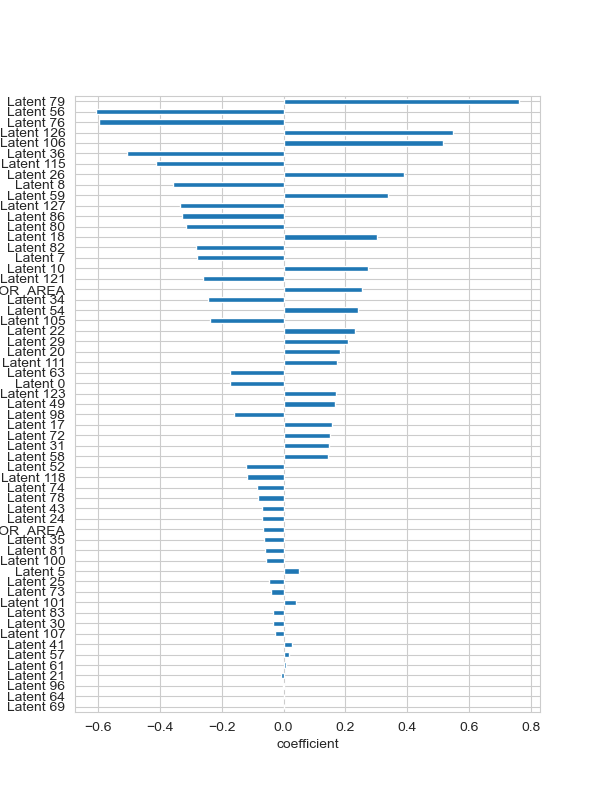 Latent 79
Latent 56
Latent 76
Latent 126
Latent 106
Latent 36
Latent 115
Latent 26
Latent 8
Latent 59
Latent 127
Latent 86
Latent 80
Latent 18
Latent 82
Latent 7
Latent 10
Latent 121
OR_AREA
Latent 34
Latent 54
Latent 105
Latent 22
Latent 29
Latent 20
Latent 111
Latent 63
Latent 0
Latent 123
Latent 49
Latent 98
Latent 17
Latent 72
Latent 31
Latent 58
Latent 52
Latent 118
Latent 74
Latent 78
Latent 43
Latent 24
OR_AREA
Latent 35
Latent 81
Latent 100
Latent 5
Latent 25
Latent 73
Latent 101
Latent 83
Latent 30
Latent 107
Latent 41
Latent 57
Latent 61
Latent 21
Latent 96
Latent 64
Latent 69
−0.6 −0.4 −0.2 0.0 0.2 0.4 0.6 0.8
coefficient